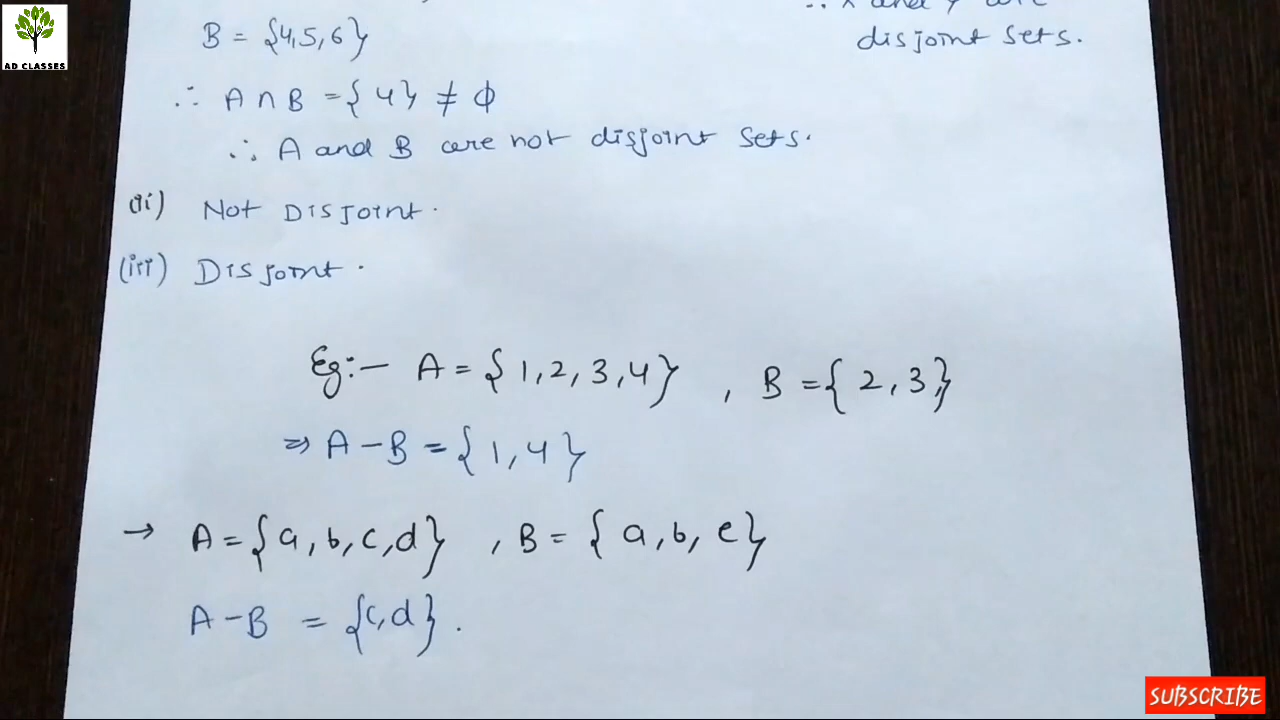 AD CLASSES
B = {4,5,6}
disjoint sets.
∴ A ∩ B = {4} ≠ ϕ
∴ A and B are not disjoint sets.
(ii) Not Disjoint.
(iii) Disjoint.
Eg:- A = {1,2,3,4} , B = {2,3}
⇒ A - B = {1,4}
→ A = {a,b,c,d} , B = {a,b,e}
A - B = {c,d}.
SUBSCRIBE